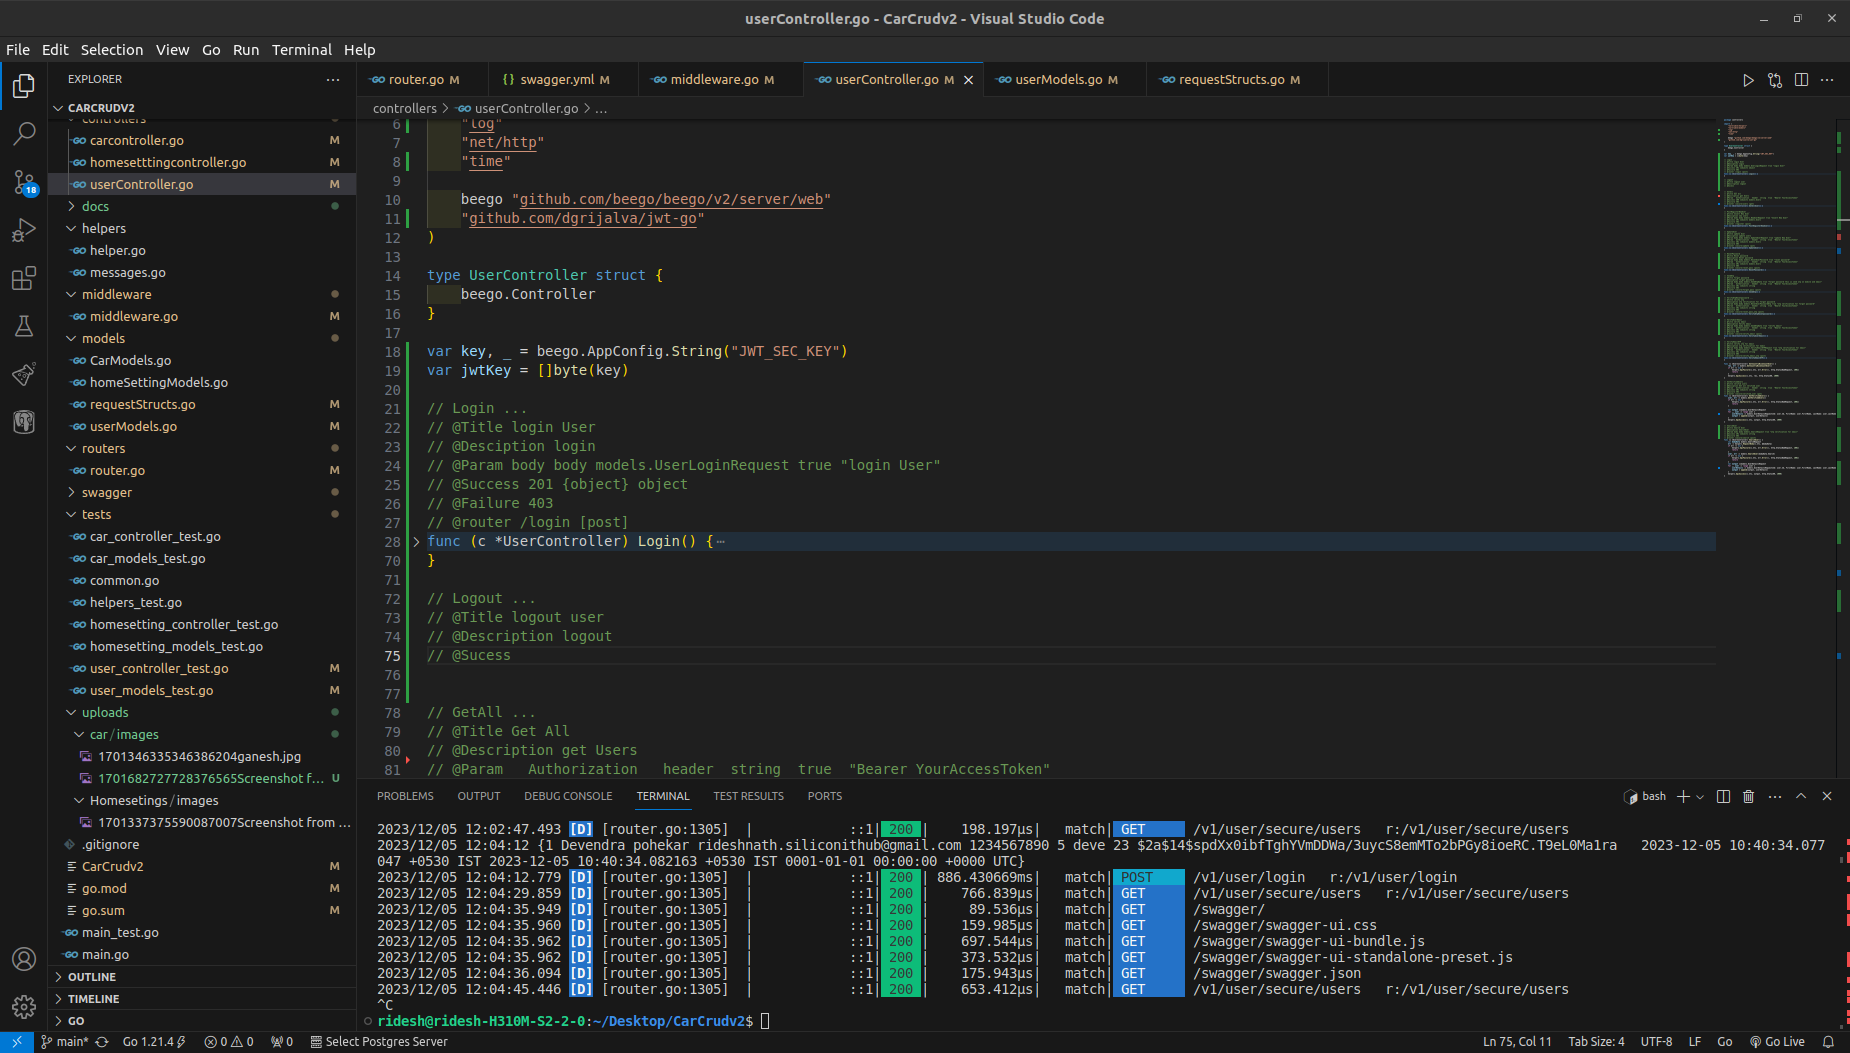 userController.go - CarCrudv2 - Visual Studio Code
File Edit Selection View Go Run Terminal Help
EXPLORER
CARCRUDV2
controllers
carcontroller.go M
homesetttingcontroller.go M
userController.go M
docs
helpers
helper.go
messages.go
middleware
middleware.go M
models
CarModels.go
homeSettingModels.go
requestStructs.go M
userModels.go M
routers
router.go M
swagger
tests
car_controller_test.go
car_models_test.go
common.go
helpers_test.go
homesetting_controller_test.go
homesetting_models_test.go
user_controller_test.go M
user_models_test.go M
uploads
car/images
1701346335346386204ganesh.jpg
1701682727728376565Screenshot f... U
Homesetings/images
1701337375590087007Screenshot from ...
.gitignore
CarCrudv2 M
go.mod M
go.sum M
main_test.go
main.go
OUTLINE
TIMELINE
GO
18
router.go M swagger.yml M middleware.go M userController.go M userModels.go M requestStructs.go M
controllers > userController.go > ...
6 "log"
7 "net/http"
8 "time"
9
10 beego "github.com/beego/beego/v2/server/web"
11 "github.com/dgrijalva/jwt-go"
12 )
13
14 type UserController struct {
15 beego.Controller
16 }
17
18 var key, _ = beego.AppConfig.String("JWT_SEC_KEY")
19 var jwtKey = []byte(key)
20
21 // Login ...
22 // @Title login User
23 // @Desciption login
24 // @Param body body models.UserLoginRequest true "login User"
25 // @Success 201 {object} object
26 // @Failure 403
27 // @router /login [post]
28 func (c *UserController) Login() {⋯
70 }
71
72 // Logout ...
73 // @Title logout user
74 // @Description logout
75 // @Sucess
76
77
78 // GetAll ...
79 // @Title Get All
80 // @Description get Users
81 // @Param Authorization header string true "Bearer YourAccessToken"
PROBLEMS OUTPUT DEBUG CONSOLE TERMINAL TEST RESULTS PORTS
bash
2023/12/05 12:02:47.493 [D] [router.go:1305] | ::1| 200 | 198.197µs| match| GET /v1/user/secure/users r:/v1/user/secure/users
2023/12/05 12:04:12 {1 Devendra pohekar rideshnath.siliconithub@gmail.com 1234567890 5 deve 23 $2a$14$spdXx0ibfTghYVmDDWa/3uycS8emMTo2bPGy8ioeRC.T9eL0Ma1ra 2023-12-05 10:40:34.077
047 +0530 IST 2023-12-05 10:40:34.082163 +0530 IST 0001-01-01 00:00:00 +0000 UTC}
2023/12/05 12:04:12.779 [D] [router.go:1305] | ::1| 200 | 886.430669ms| match| POST /v1/user/login r:/v1/user/login
2023/12/05 12:04:29.859 [D] [router.go:1305] | ::1| 200 | 766.839µs| match| GET /v1/user/secure/users r:/v1/user/secure/users
2023/12/05 12:04:35.949 [D] [router.go:1305] | ::1| 200 | 89.536µs| match| GET /swagger/
2023/12/05 12:04:35.960 [D] [router.go:1305] | ::1| 200 | 159.985µs| match| GET /swagger/swagger-ui.css
2023/12/05 12:04:35.962 [D] [router.go:1305] | ::1| 200 | 697.544µs| match| GET /swagger/swagger-ui-bundle.js
2023/12/05 12:04:35.962 [D] [router.go:1305] | ::1| 200 | 373.532µs| match| GET /swagger/swagger-ui-standalone-preset.js
2023/12/05 12:04:36.094 [D] [router.go:1305] | ::1| 200 | 175.943µs| match| GET /swagger/swagger.json
2023/12/05 12:04:45.446 [D] [router.go:1305] | ::1| 200 | 653.412µs| match| GET /v1/user/secure/users r:/v1/user/secure/users
^C
ridesh@ridesh-H310M-S2-2-0:~/Desktop/CarCrudv2$
main* Go 1.21.4 0 0 0 Select Postgres Server Ln 75, Col 11 Tab Size: 4 UTF-8 LF Go Go Live